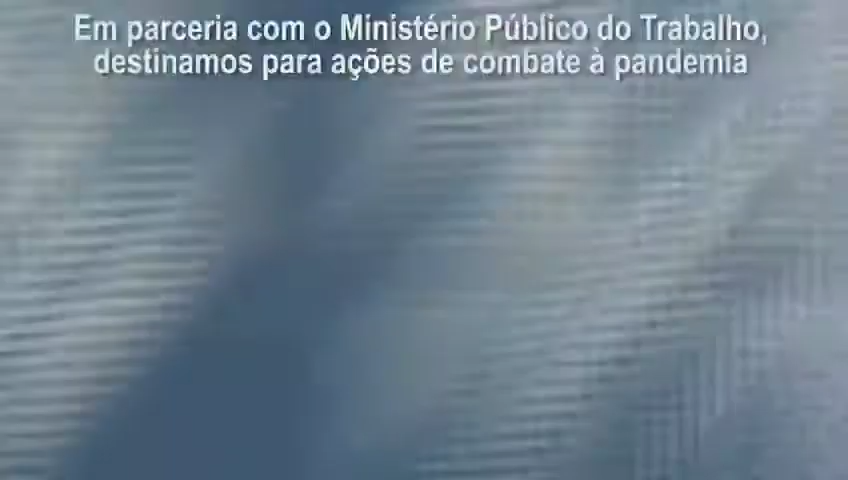 Em parceria com o Ministério Público do Trabalho,
destinamos para ações de combate à pandemia